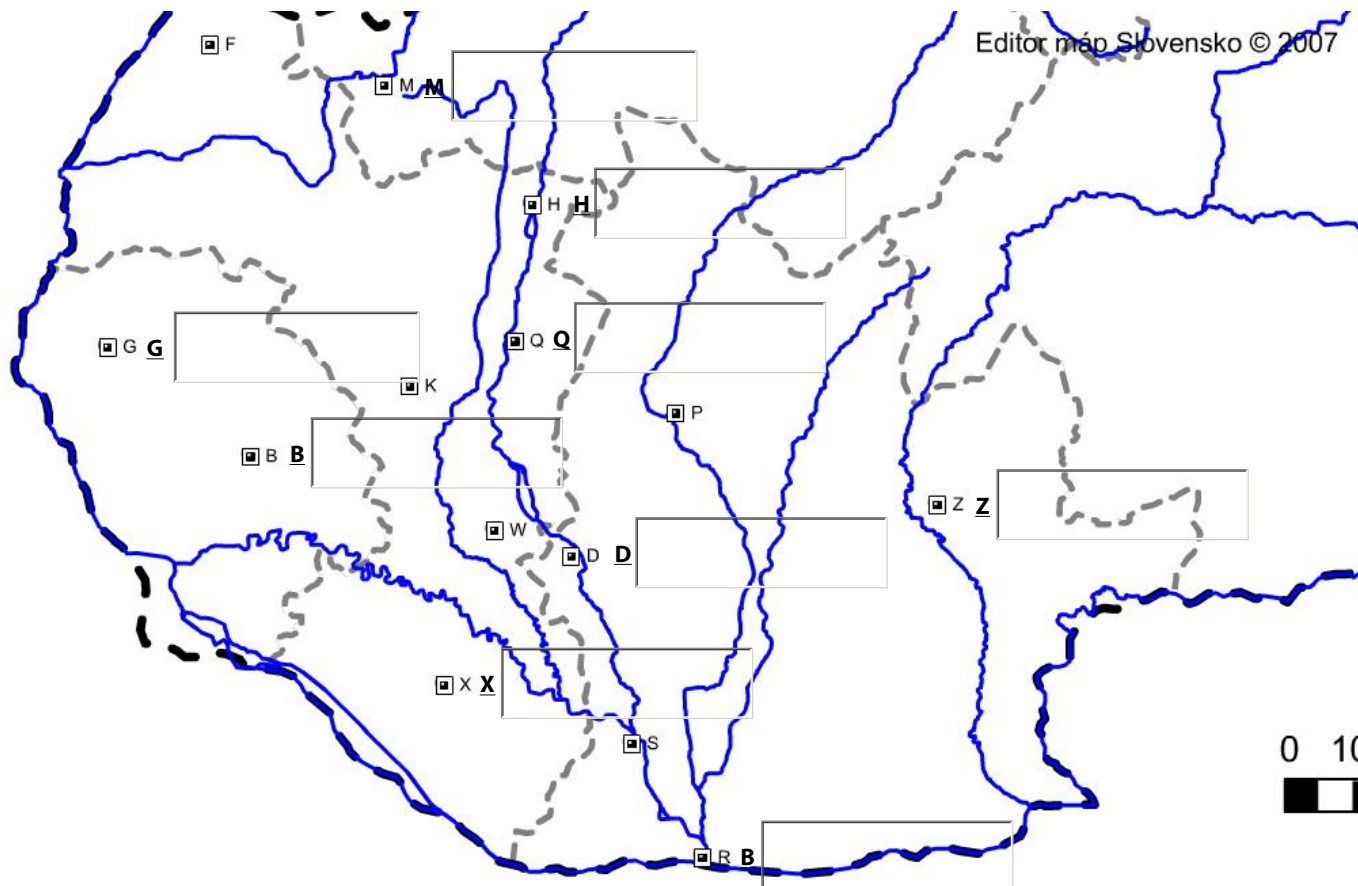 F
Editor máp Slovensko © 2007
M M
H H
Q Q
G G
K
P
B B
Z Z
W
D D
X X
S
0 10
R B